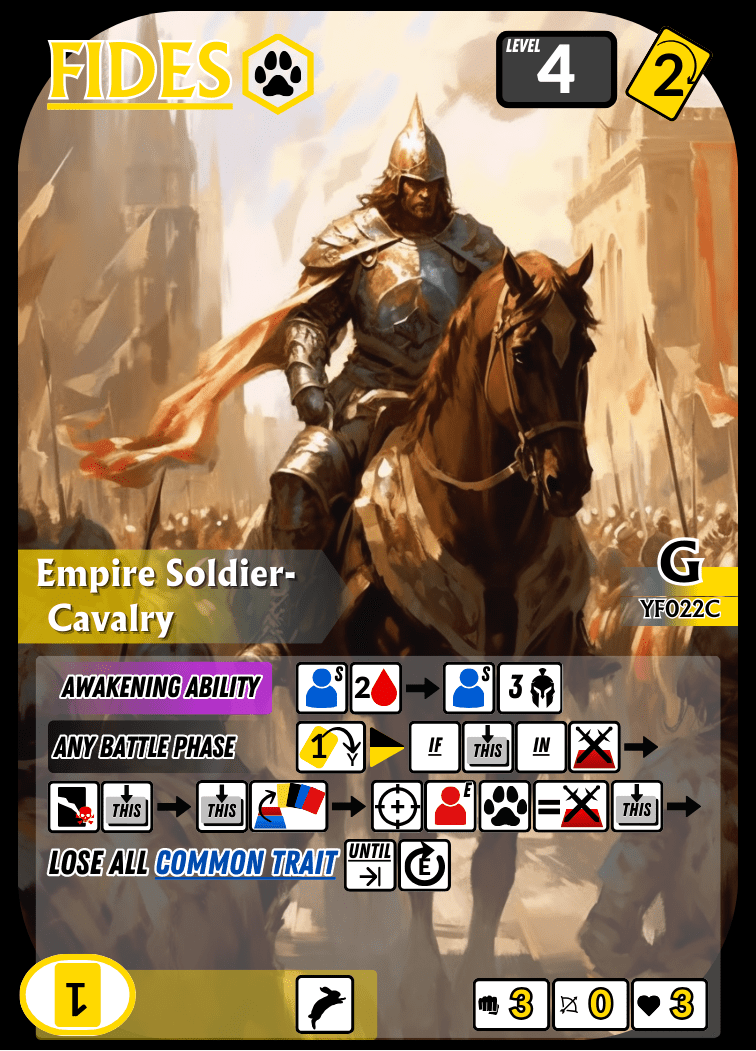 FIDES
LEVEL 4 2
Empire Soldier-
Cavalry
G
YF022C
AWAKENING ABILITY S 2 S 3
ANY BATTLE PHASE 1 Y IF THIS IN
THIS THIS E THIS
LOSE ALL COMMON TRAIT UNTIL E
1 3 0 3